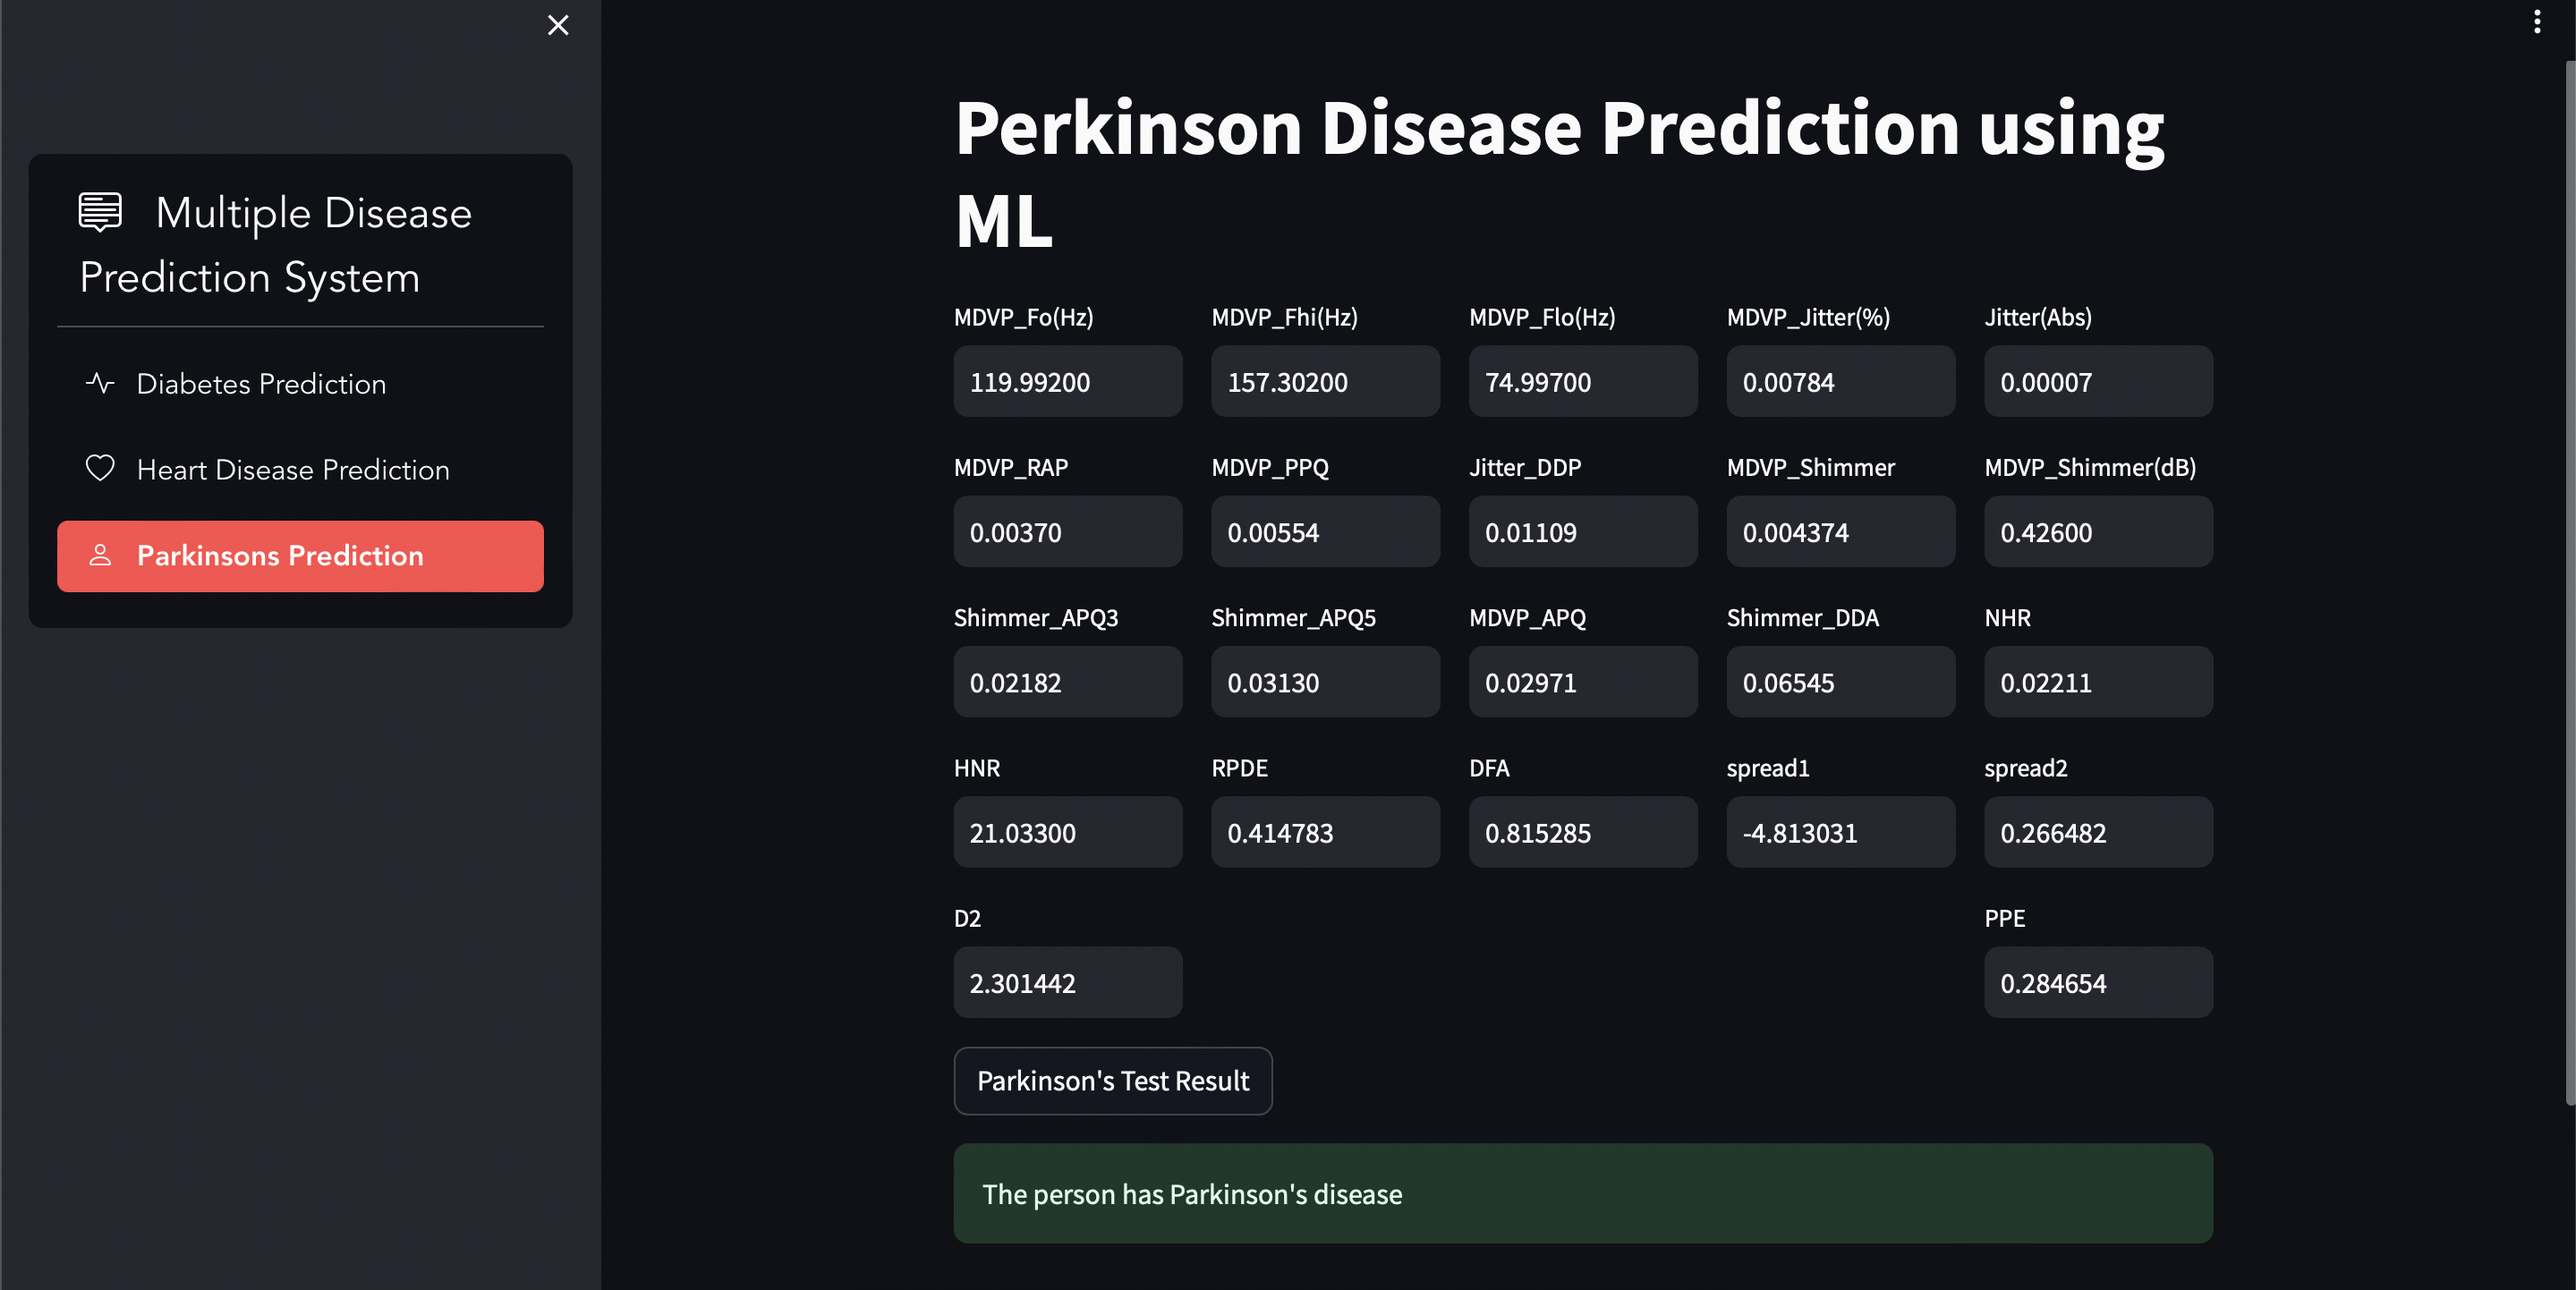 Multiple Disease
Prediction System
Diabetes Prediction
Heart Disease Prediction
Parkinsons Prediction
Perkinson Disease Prediction using
ML
MDVP_Fo(Hz) MDVP_Fhi(Hz) MDVP_Flo(Hz) MDVP_Jitter(%) Jitter(Abs)
119.99200 157.30200 74.99700 0.00784 0.00007
MDVP_RAP MDVP_PPQ Jitter_DDP MDVP_Shimmer MDVP_Shimmer(dB)
0.00370 0.00554 0.01109 0.004374 0.42600
Shimmer_APQ3 Shimmer_APQ5 MDVP_APQ Shimmer_DDA NHR
0.02182 0.03130 0.02971 0.06545 0.02211
HNR RPDE DFA spread1 spread2
21.03300 0.414783 0.815285 -4.813031 0.266482
D2 PPE
2.301442 0.284654
Parkinson's Test Result
The person has Parkinson's disease